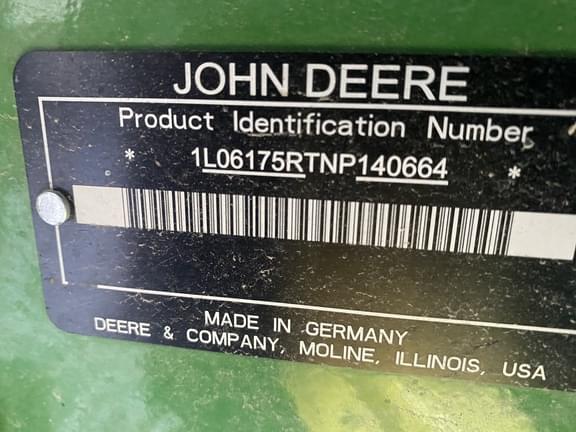 JOHN DEERE
Product Identification Number
* 1L06175RTNP140664 *
MADE IN GERMANY
DEERE & COMPANY, MOLINE, ILLINOIS, USA